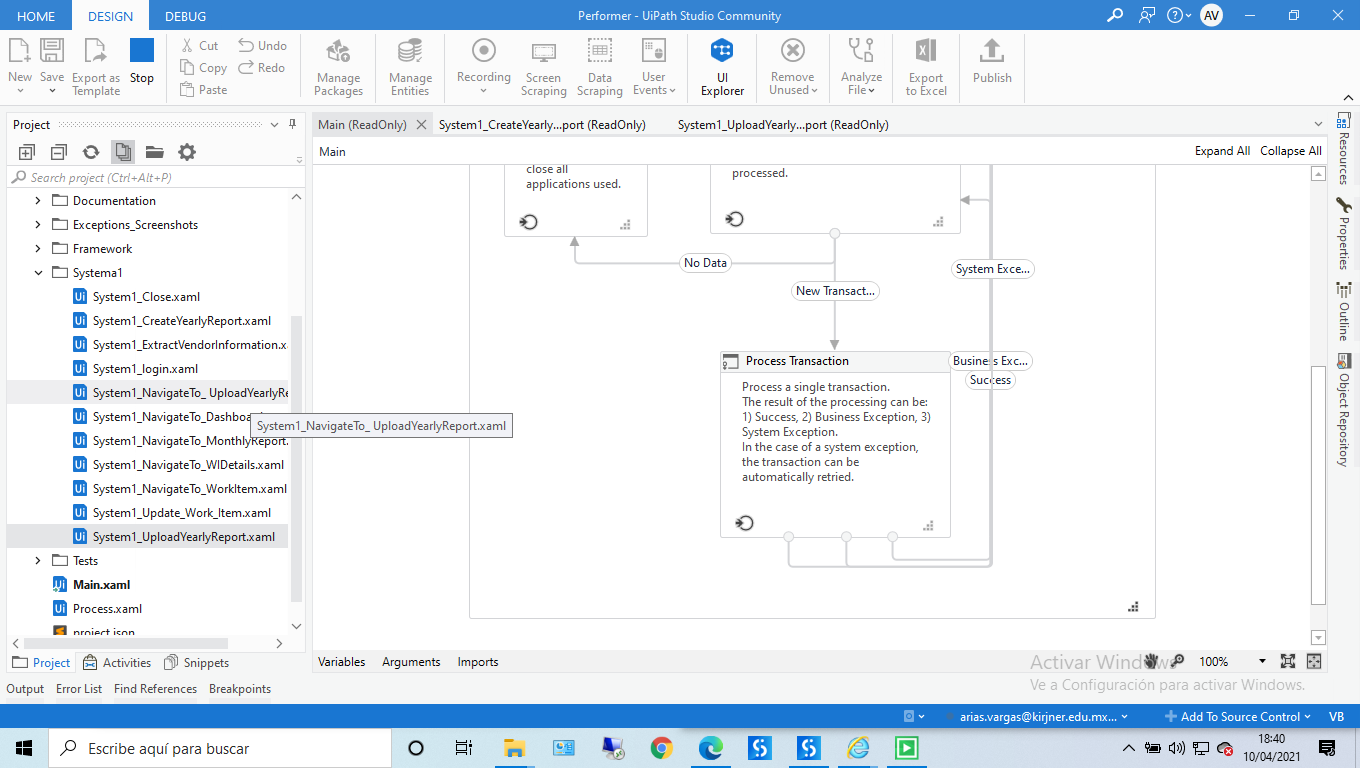 HOME DESIGN DEBUG Performer - UiPath Studio Community AV
New Save Export as Template Stop Cut Copy Paste Undo Redo Manage Packages Manage Entities Recording Screen Scraping Data Scraping User Events UI Explorer Remove Unused Analyze File Export to Excel Publish
Project
Main (ReadOnly) System1_CreateYearly...port (ReadOnly) System1_UploadYearly...port (ReadOnly)
Main Expand All Collapse All
Search project (Ctrl+Alt+P)
Documentation
Exceptions_Screenshots
Framework
Systema1
System1_Close.xaml
System1_CreateYearlyReport.xaml
System1_ExtractVendorInformation.x
System1_login.xaml
System1_NavigateTo_ UploadYearlyRe
System1_NavigateTo_Dashboa
System1_NavigateTo_ UploadYearlyReport.xaml
System1_NavigateTo_MonthlyReport.
System1_NavigateTo_WIDetails.xaml
System1_NavigateTo_WorkItem.xaml
System1_Update_Work_Item.xaml
System1_UploadYearlyReport.xaml
Tests
Main.xaml
Process.xaml
project.json
Project Activities Snippets
close all
applications used.
processed.
No Data
System Exce...
New Transact...
Process Transaction
Business Exc...
Success
Process a single transaction.
The result of the processing can be:
1) Success, 2) Business Exception, 3)
System Exception.
In the case of a system exception,
the transaction can be
automatically retried.
Resources
Properties
Outline
Object Repository
Variables Arguments Imports 100%
Activar Windows
Ve a Configuración para activar Windows.
Output Error List Find References Breakpoints
arias.vargas@kirjner.edu.mx... Add To Source Control VB
Escribe aquí para buscar
18:40
10/04/2021